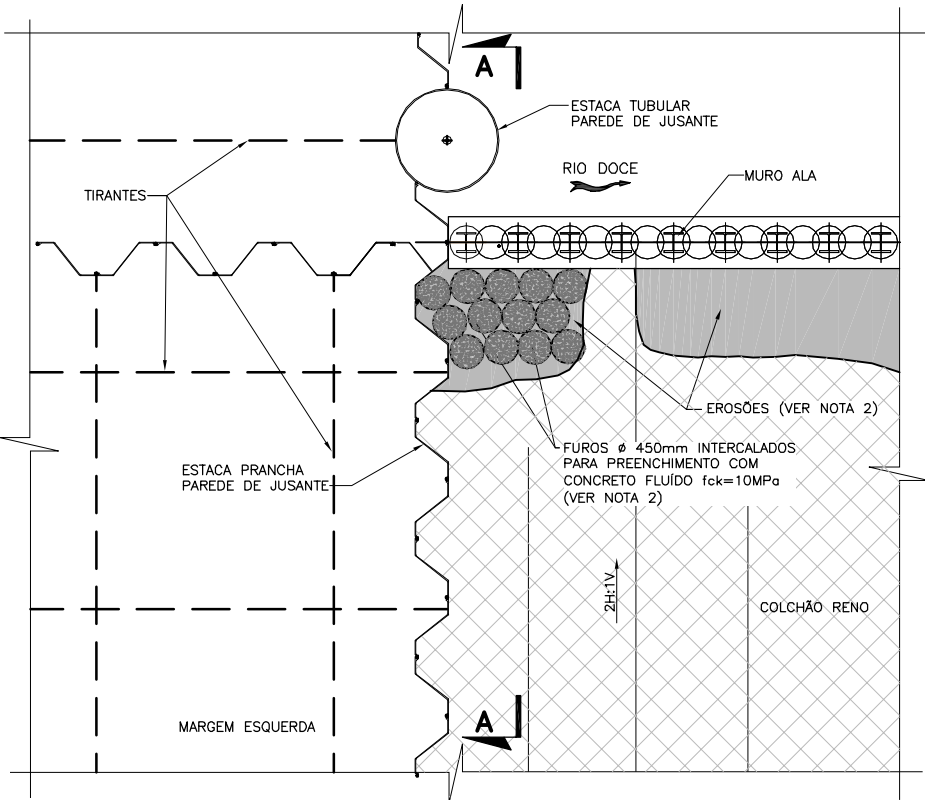 A
ESTACA TUBULAR
PAREDE DE JUSANTE
RIO DOCE
MURO ALA
TIRANTES
EROSÕES (VER NOTA 2)
FUROS ø 450mm INTERCALADOS
PARA PREENCHIMENTO COM
CONCRETO FLUÍDO fck=10MPa
(VER NOTA 2)
ESTACA PRANCHA
PAREDE DE JUSANTE
2H:1V
COLCHÃO RENO
MARGEM ESQUERDA
A